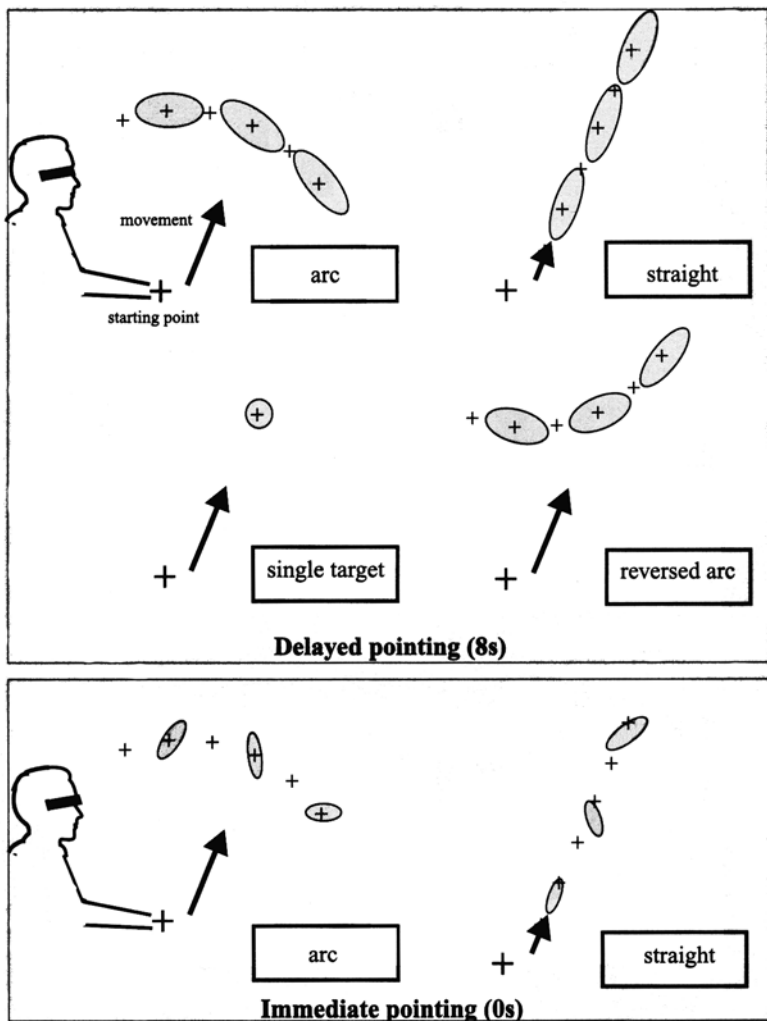 movement
arc
straight
starting point
single target
reversed arc
Delayed pointing (8s)
arc
straight
Immediate pointing (0s)